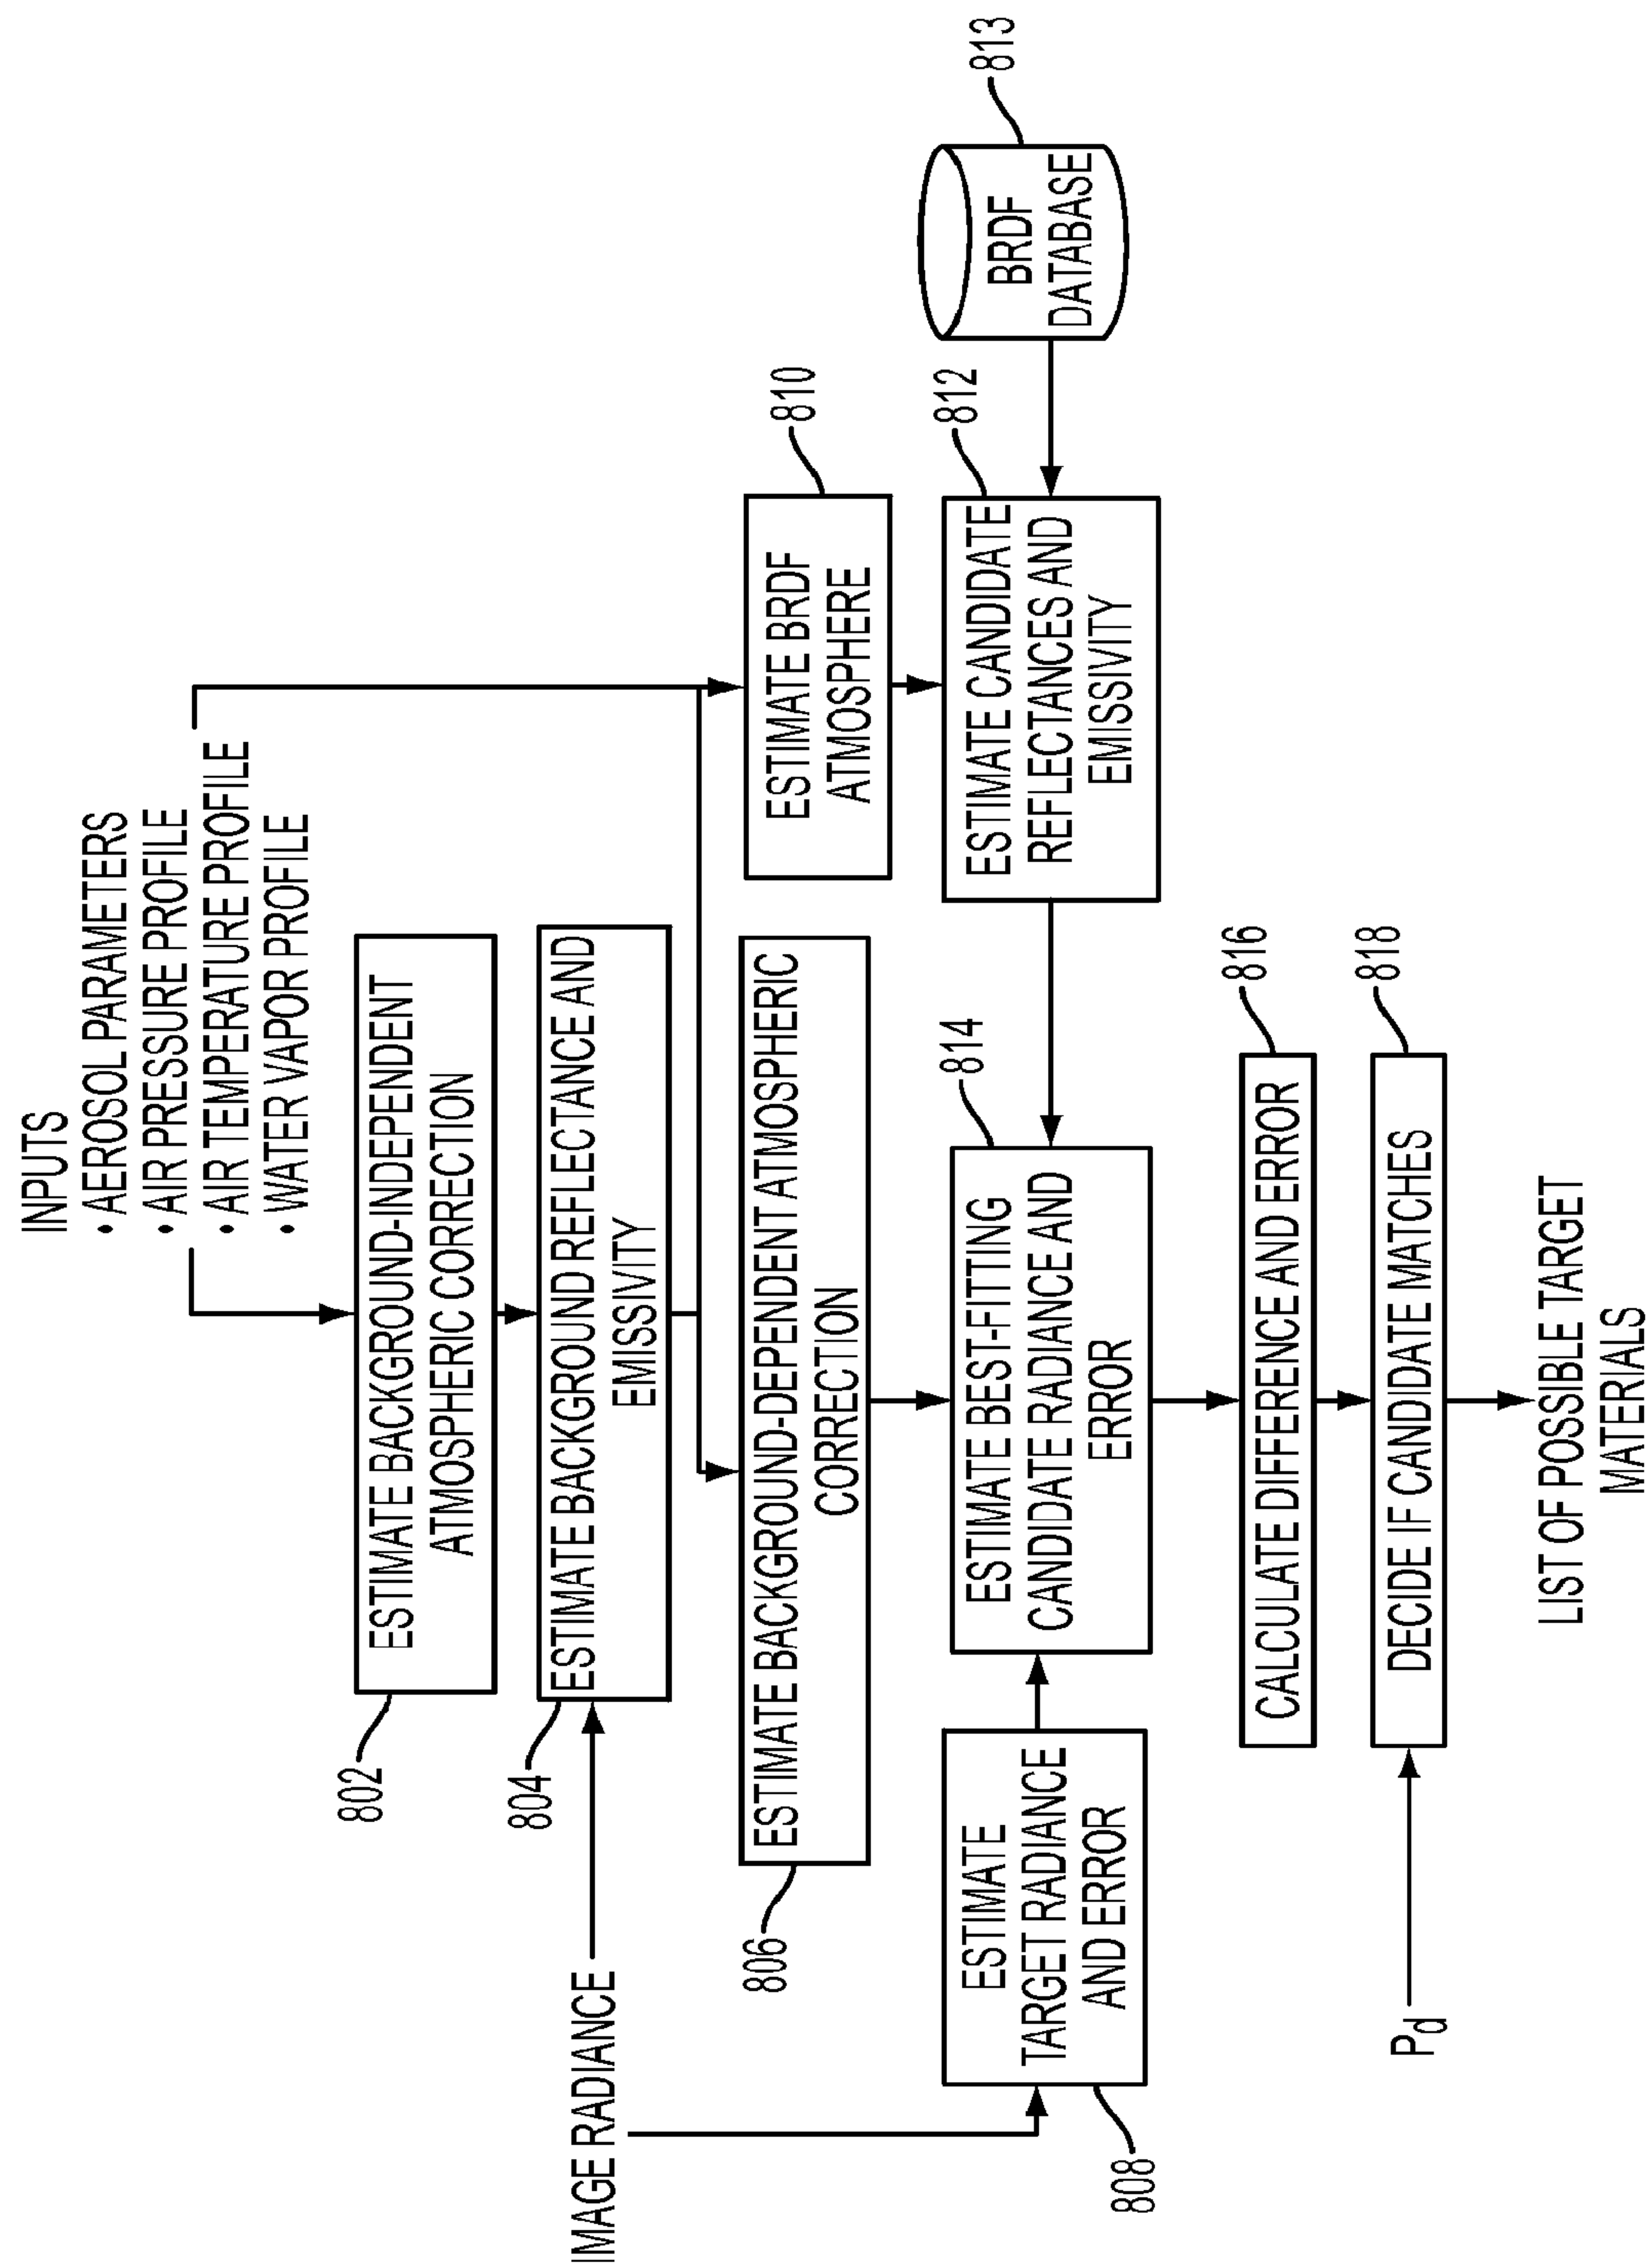 INPUTS
• AEROSOL PARAMETERS
• AIR PRESSURE PROFILE
• AIR TEMPERATURE PROFILE
• WATER VAPOR PROFILE
802
ESTIMATE BACKGROUND-INDEPENDENT
ATMOSPHERIC CORRECTION
IMAGE RADIANCE
804
ESTIMATE BACKGROUND REFLECTANCE AND
EMISSIVITY
806
ESTIMATE BACKGROUND-DEPENDENT ATMOSPHERIC
CORRECTION
810
ESTIMATE BRDF
ATMOSPHERE
808
ESTIMATE
TARGET RADIANCE
AND ERROR
814
ESTIMATE BEST-FITTING
CANDIDATE RADIANCE AND
ERROR
812
ESTIMATE CANDIDATE
REFLECTANCES AND
EMISSIVITY
813
BRDF
DATABASE
816
CALCULATE DIFFERENCE AND ERROR
818
Pd
DECIDE IF CANDIDATE MATCHES
LIST OF POSSIBLE TARGET
MATERIALS